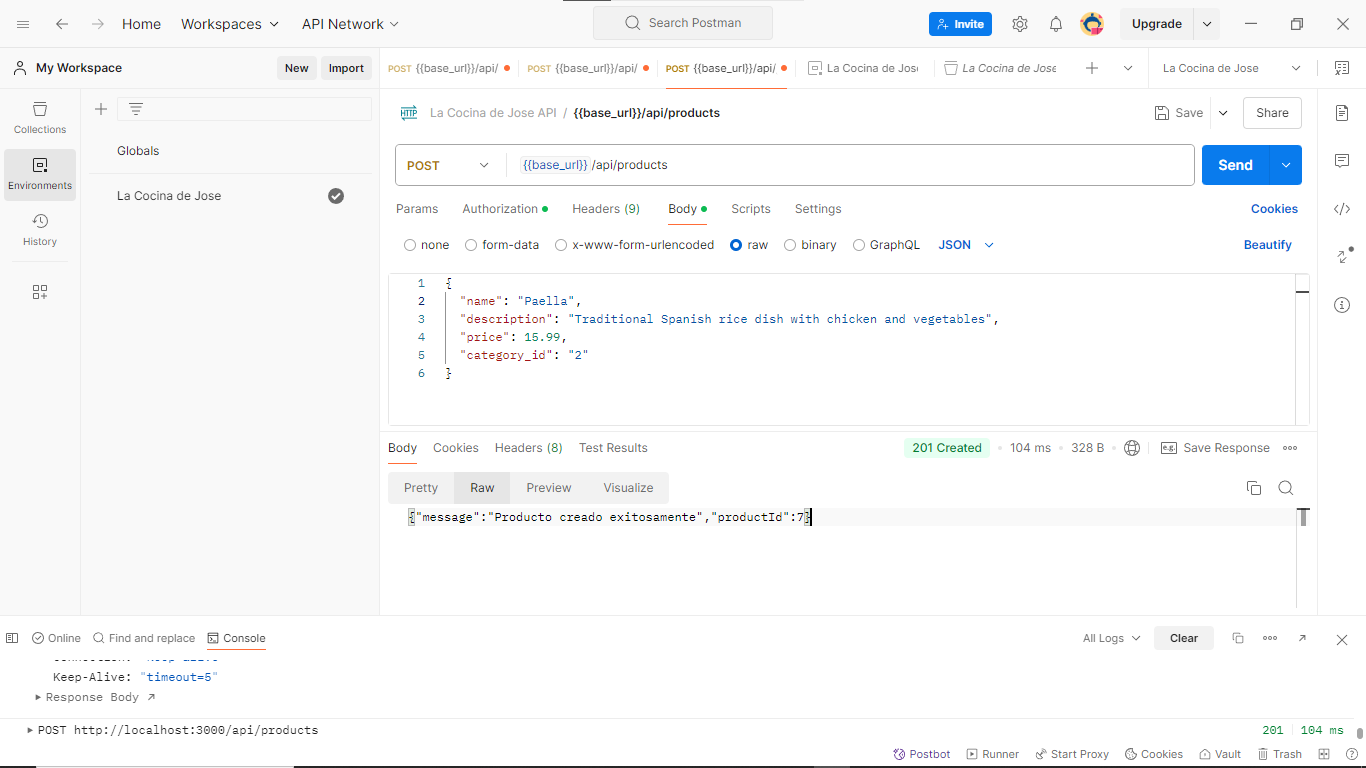 Home Workspaces API Network Search Postman Invite Upgrade
My Workspace New Import POST {{base_url}}/api/ POST {{base_url}}/api/ POST {{base_url}}/api/ La Cocina de Jose La Cocina de Jose La Cocina de Jose
Collections
Environments
History
Globals
La Cocina de Jose
HTTP La Cocina de Jose API / {{base_url}}/api/products Save Share
POST {{base_url}} /api/products Send
Params Authorization Headers (9) Body Scripts Settings Cookies
none form-data x-www-form-urlencoded raw binary GraphQL JSON Beautify
1 {
2 "name": "Paella",
3 "description": "Traditional Spanish rice dish with chicken and vegetables",
4 "price": 15.99,
5 "category_id": "2"
6 }
Body Cookies Headers (8) Test Results 201 Created 104 ms 328 B e.g. Save Response
Pretty Raw Preview Visualize
{"message":"Producto creado exitosamente","productId":7}
Online Find and replace Console All Logs Clear
Keep-Alive: "timeout=5"
Response Body
POST http://localhost:3000/api/products 201 104 ms
Postbot Runner Start Proxy Cookies Vault Trash